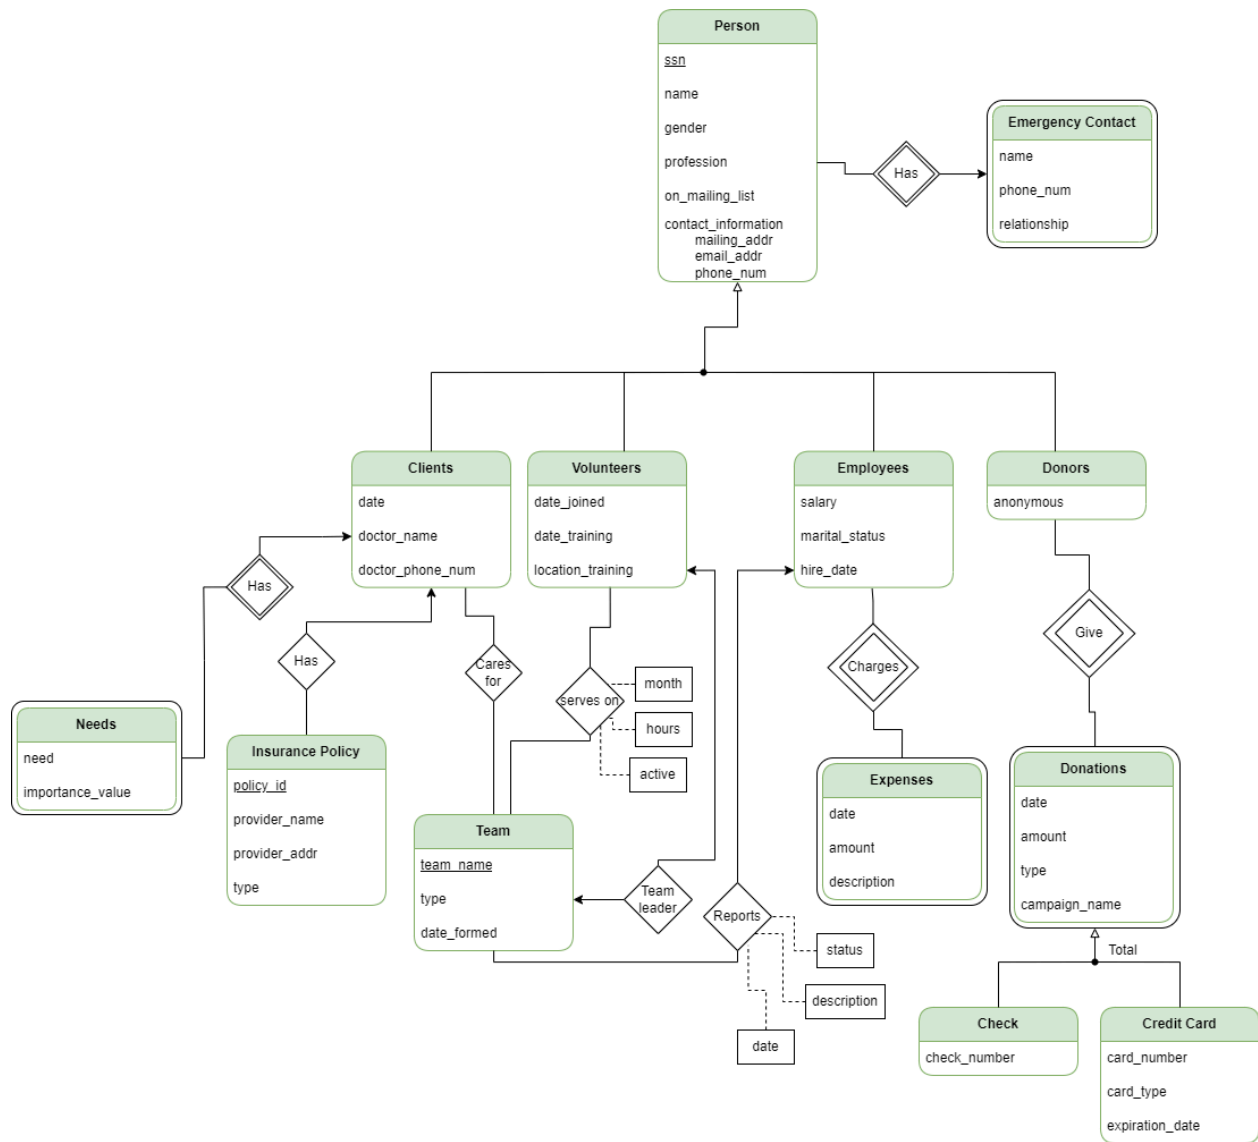 Person
ssn
name
gender
profession
on_mailing_list
contact_information
mailing_addr
email_addr
phone_num
Has
Emergency Contact
name
phone_num
relationship
Clients
date
doctor_name
doctor_phone_num
Volunteers
date_joined
date_training
location_training
Employees
salary
marital_status
hire_date
Donors
anonymous
Has
Has
Cares
for
serves on
month
hours
active
Charges
Give
Needs
need
importance_value
Insurance Policy
policy_id
provider_name
provider_addr
type
Team
team_name
type
date_formed
Team
leader
Reports
status
description
date
Expenses
date
amount
description
Donations
date
amount
type
campaign_name
Total
Check
check_number
Credit Card
card_number
card_type
expiration_date